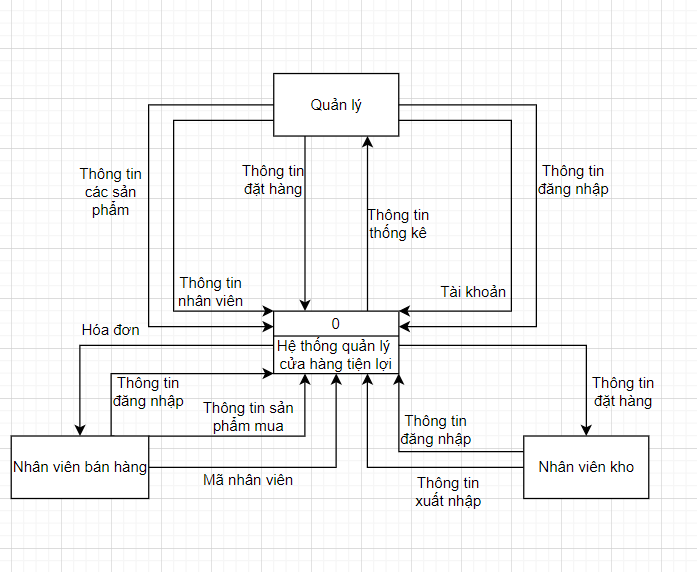 Quản lý
Thông tin
các sản
phẩm
Thông tin
đặt hàng
Thông tin
đăng nhập
Thông tin
thống kê
Thông tin
nhân viên
Tài khoản
0
Hệ thống quản lý
cửa hàng tiện lợi
Hóa đơn
Thông tin
đăng nhập
Thông tin
đặt hàng
Thông tin sản
phẩm mua
Thông tin
đăng nhập
Nhân viên bán hàng
Mã nhân viên
Nhân viên kho
Thông tin
xuất nhập